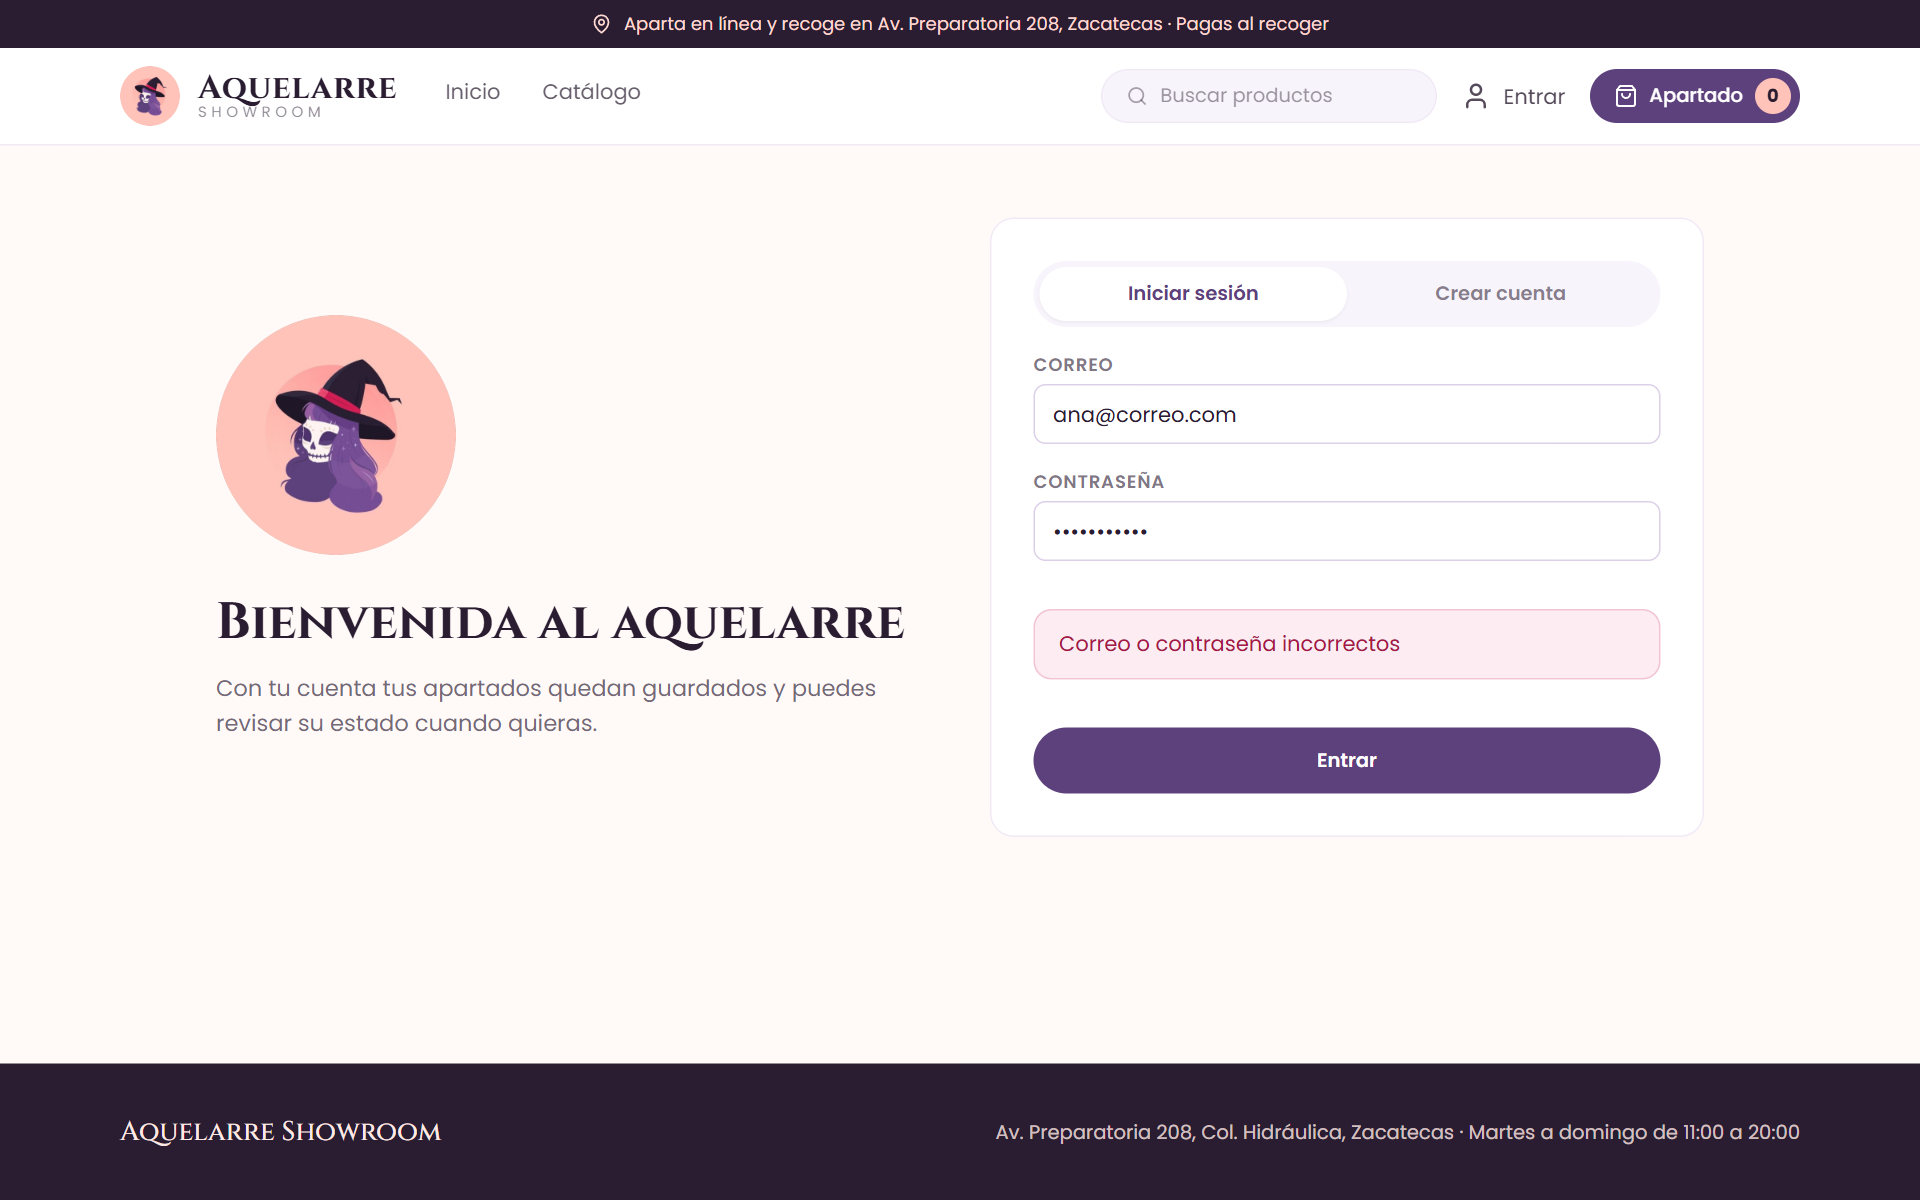 Aparta en línea y recoge en Av. Preparatoria 208, Zacatecas · Pagas al recoger
Aquelarre
SHOWROOM
Inicio
Catálogo
Buscar productos
Entrar
Apartado
0
Bienvenida al aquelarre
Con tu cuenta tus apartados quedan guardados y puedes
revisar su estado cuando quieras.
Iniciar sesión
Crear cuenta
CORREO
ana@correo.com
CONTRASEÑA
•••••••••••
Correo o contraseña incorrectos
Entrar
Aquelarre Showroom
Av. Preparatoria 208, Col. Hidráulica, Zacatecas · Martes a domingo de 11:00 a 20:00